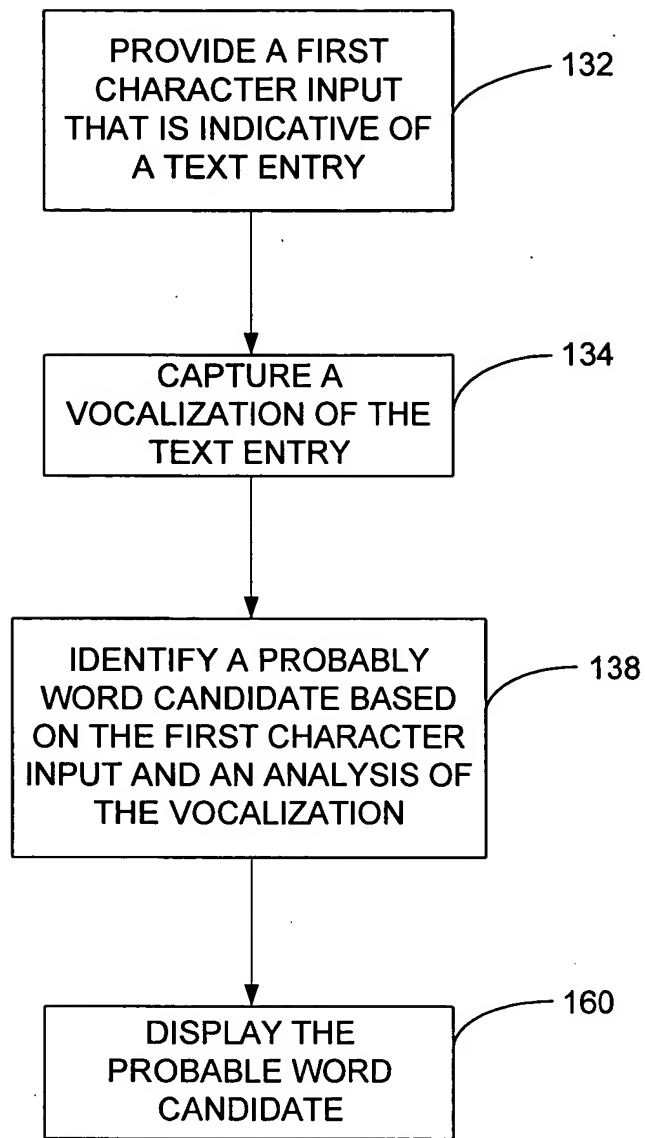 PROVIDE A FIRST
CHARACTER INPUT
THAT IS INDICATIVE OF
A TEXT ENTRY
132
CAPTURE A
VOCALIZATION OF THE
TEXT ENTRY
134
IDENTIFY A PROBABLY
WORD CANDIDATE BASED
ON THE FIRST CHARACTER
INPUT AND AN ANALYSIS OF
THE VOCALIZATION
138
DISPLAY THE
PROBABLE WORD
CANDIDATE
160